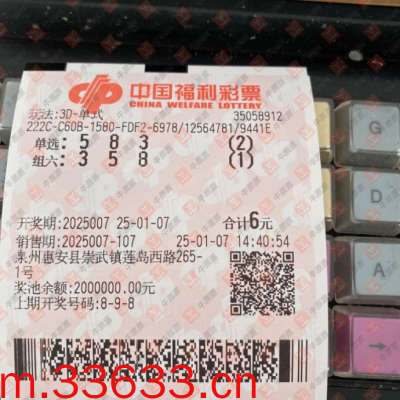 中国福利彩票
CHINA WELFARE LOTTERY
玩法:3D-单式 35058912
222C-C60B-1580-FDF2-6978/12564781/9441E
单选: 5 8 3 (2)
组六: 3 5 8 (1)
开奖期:2025007 25-01-07 合计6元
销售期:2025007-107 25-01-07 14:40:54
泉州惠安县崇武镇莲岛西路265-
1号
奖池余额:2000000.00元
上期开奖号码:8-9-8
G
D
A
→
m.33633.cn